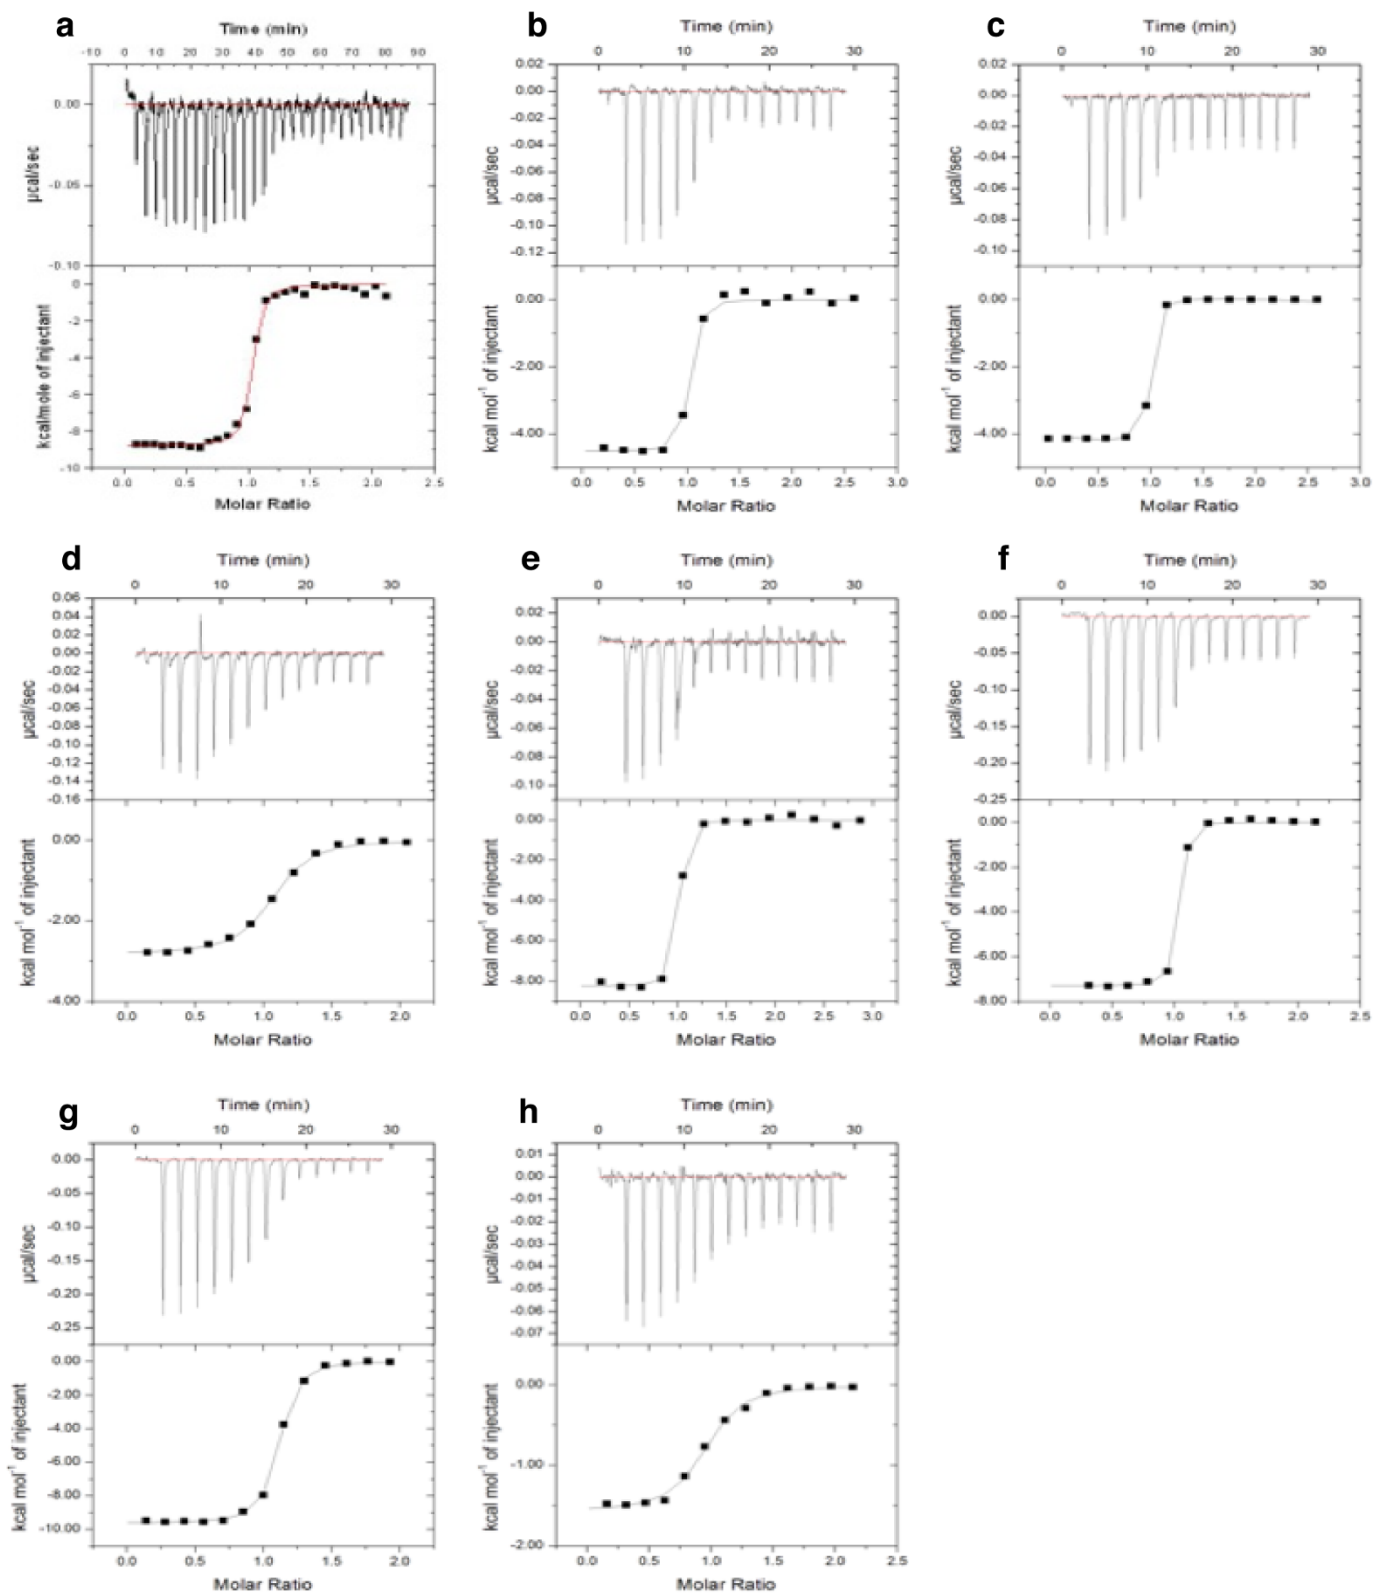 a
Time (min)
-10 0 10 20 30 40 50 60 70 80 90
0.00
-0.05
-0.10
µcal/sec
0
-2
-4
-6
-8
-10
kcal/mole of injectant
0.0 0.5 1.0 1.5 2.0 2.5
Molar Ratio
b
Time (min)
0 10 20 30
0.02
0.00
-0.02
-0.04
-0.06
-0.08
-0.10
-0.12
µcal/sec
0.00
-2.00
-4.00
kcal mol⁻¹ of injectant
0.0 0.5 1.0 1.5 2.0 2.5 3.0
Molar Ratio
c
Time (min)
0 10 20 30
0.02
0.00
-0.02
-0.04
-0.06
-0.08
-0.10
µcal/sec
0.00
-2.00
-4.00
kcal mol⁻¹ of injectant
0.0 0.5 1.0 1.5 2.0 2.5 3.0
Molar Ratio
d
Time (min)
0 10 20 30
0.06
0.04
0.02
0.00
-0.02
-0.04
-0.06
-0.08
-0.10
-0.12
-0.14
-0.16
µcal/sec
0.00
-2.00
-4.00
kcal mol⁻¹ of injectant
0.0 0.5 1.0 1.5 2.0
Molar Ratio
e
Time (min)
0 10 20 30
0.02
0.00
-0.02
-0.04
-0.06
-0.08
-0.10
µcal/sec
0.00
-2.00
-4.00
-6.00
-8.00
kcal mol⁻¹ of injectant
0.0 0.5 1.0 1.5 2.0 2.5 3.0
Molar Ratio
f
Time (min)
0 10 20 30
0.00
-0.05
-0.10
-0.15
-0.20
-0.25
µcal/sec
0.00
-2.00
-4.00
-6.00
-8.00
kcal mol⁻¹ of injectant
0.0 0.5 1.0 1.5 2.0 2.5
Molar Ratio
g
Time (min)
0 10 20 30
0.00
-0.05
-0.10
-0.15
-0.20
-0.25
µcal/sec
0.00
-2.00
-4.00
-6.00
-8.00
-10.00
kcal mol⁻¹ of injectant
0.0 0.5 1.0 1.5 2.0
Molar Ratio
h
Time (min)
0 10 20 30
0.01
0.00
-0.01
-0.02
-0.03
-0.04
-0.05
-0.06
-0.07
µcal/sec
0.00
-1.00
-2.00
kcal mol⁻¹ of injectant
0.0 0.5 1.0 1.5 2.0 2.5
Molar Ratio